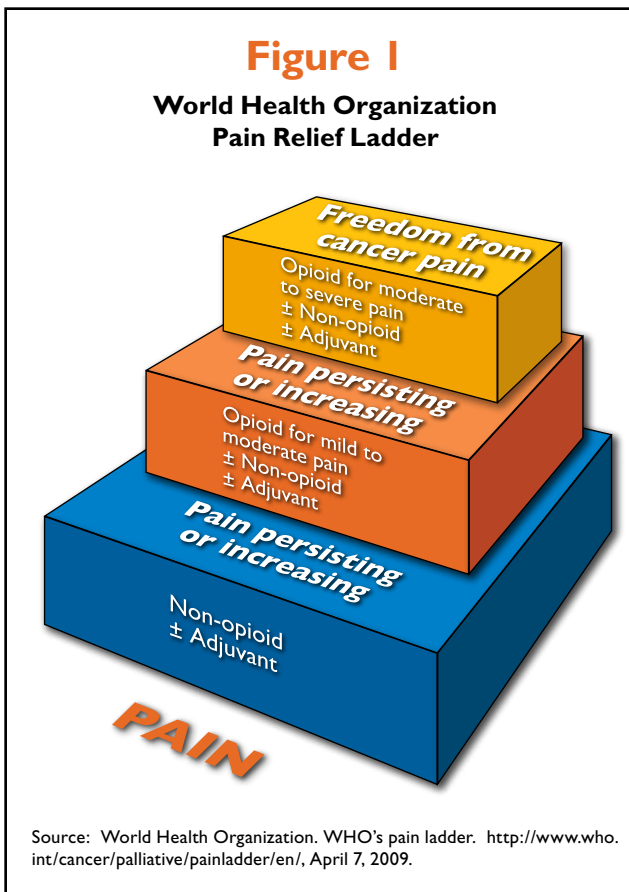 Figure 1
World Health Organization
Pain Relief Ladder
Freedom from
cancer pain
Opioid for moderate
to severe pain
± Non-opioid
± Adjuvant
Pain persisting
or increasing
Opioid for mild to
moderate pain
± Non-opioid
± Adjuvant
Pain persisting
or increasing
Non-opioid
± Adjuvant
PAIN
Source: World Health Organization. WHO's pain ladder. http://www.who.
int/cancer/palliative/painladder/en/, April 7, 2009.